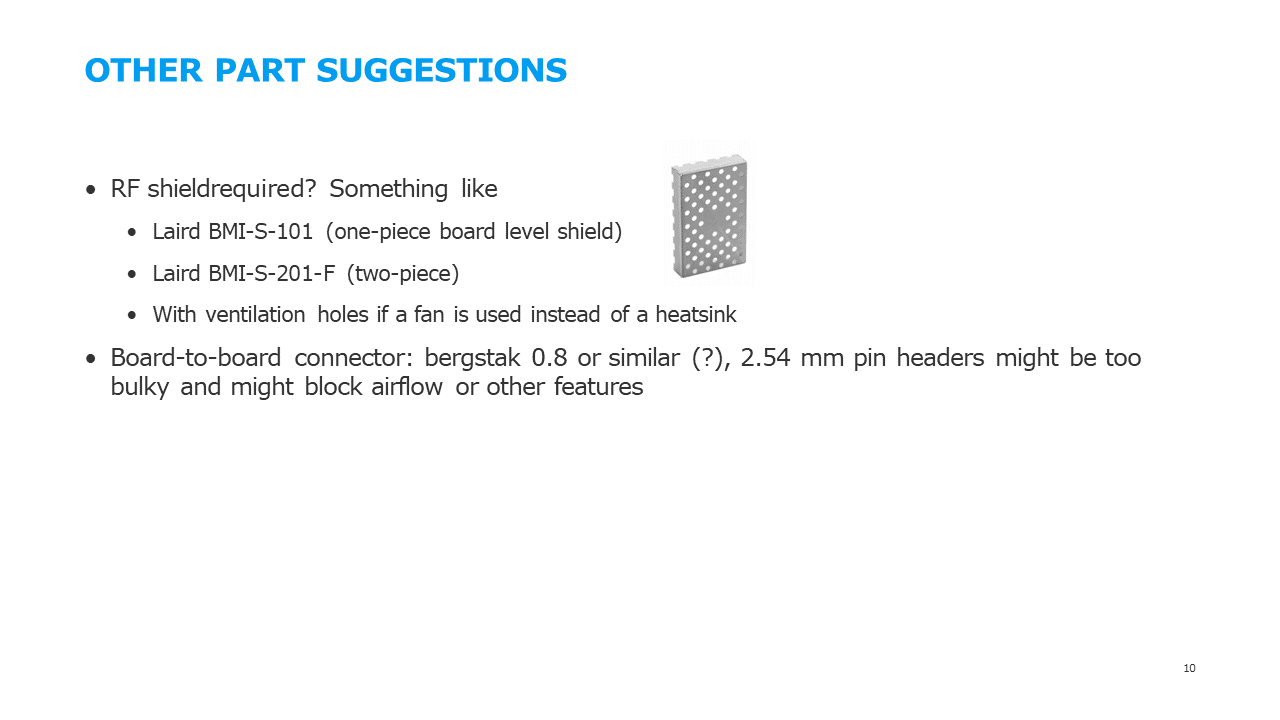 OTHER PART SUGGESTIONS
• RF shieldrequired? Something like
• Laird BMI-S-101 (one-piece board level shield)
• Laird BMI-S-201-F (two-piece)
• With ventilation holes if a fan is used instead of a heatsink
• Board-to-board connector: bergstak 0.8 or similar (?), 2.54 mm pin headers might be too
bulky and might block airflow or other features
10